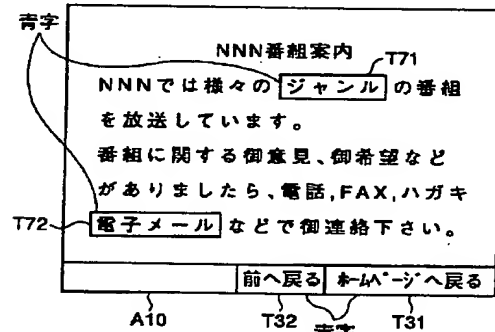 青字
NNN番組案内
T71
NNNでは様々の ジャンル の番組
を放送しています。
番組に関する御意見、御希望など
がありましたら、電話,FAX,ハガキ
T72 電子メール などで御連絡下さい。
前へ戻る ホームページへ戻る
A10 T32 青字 T31